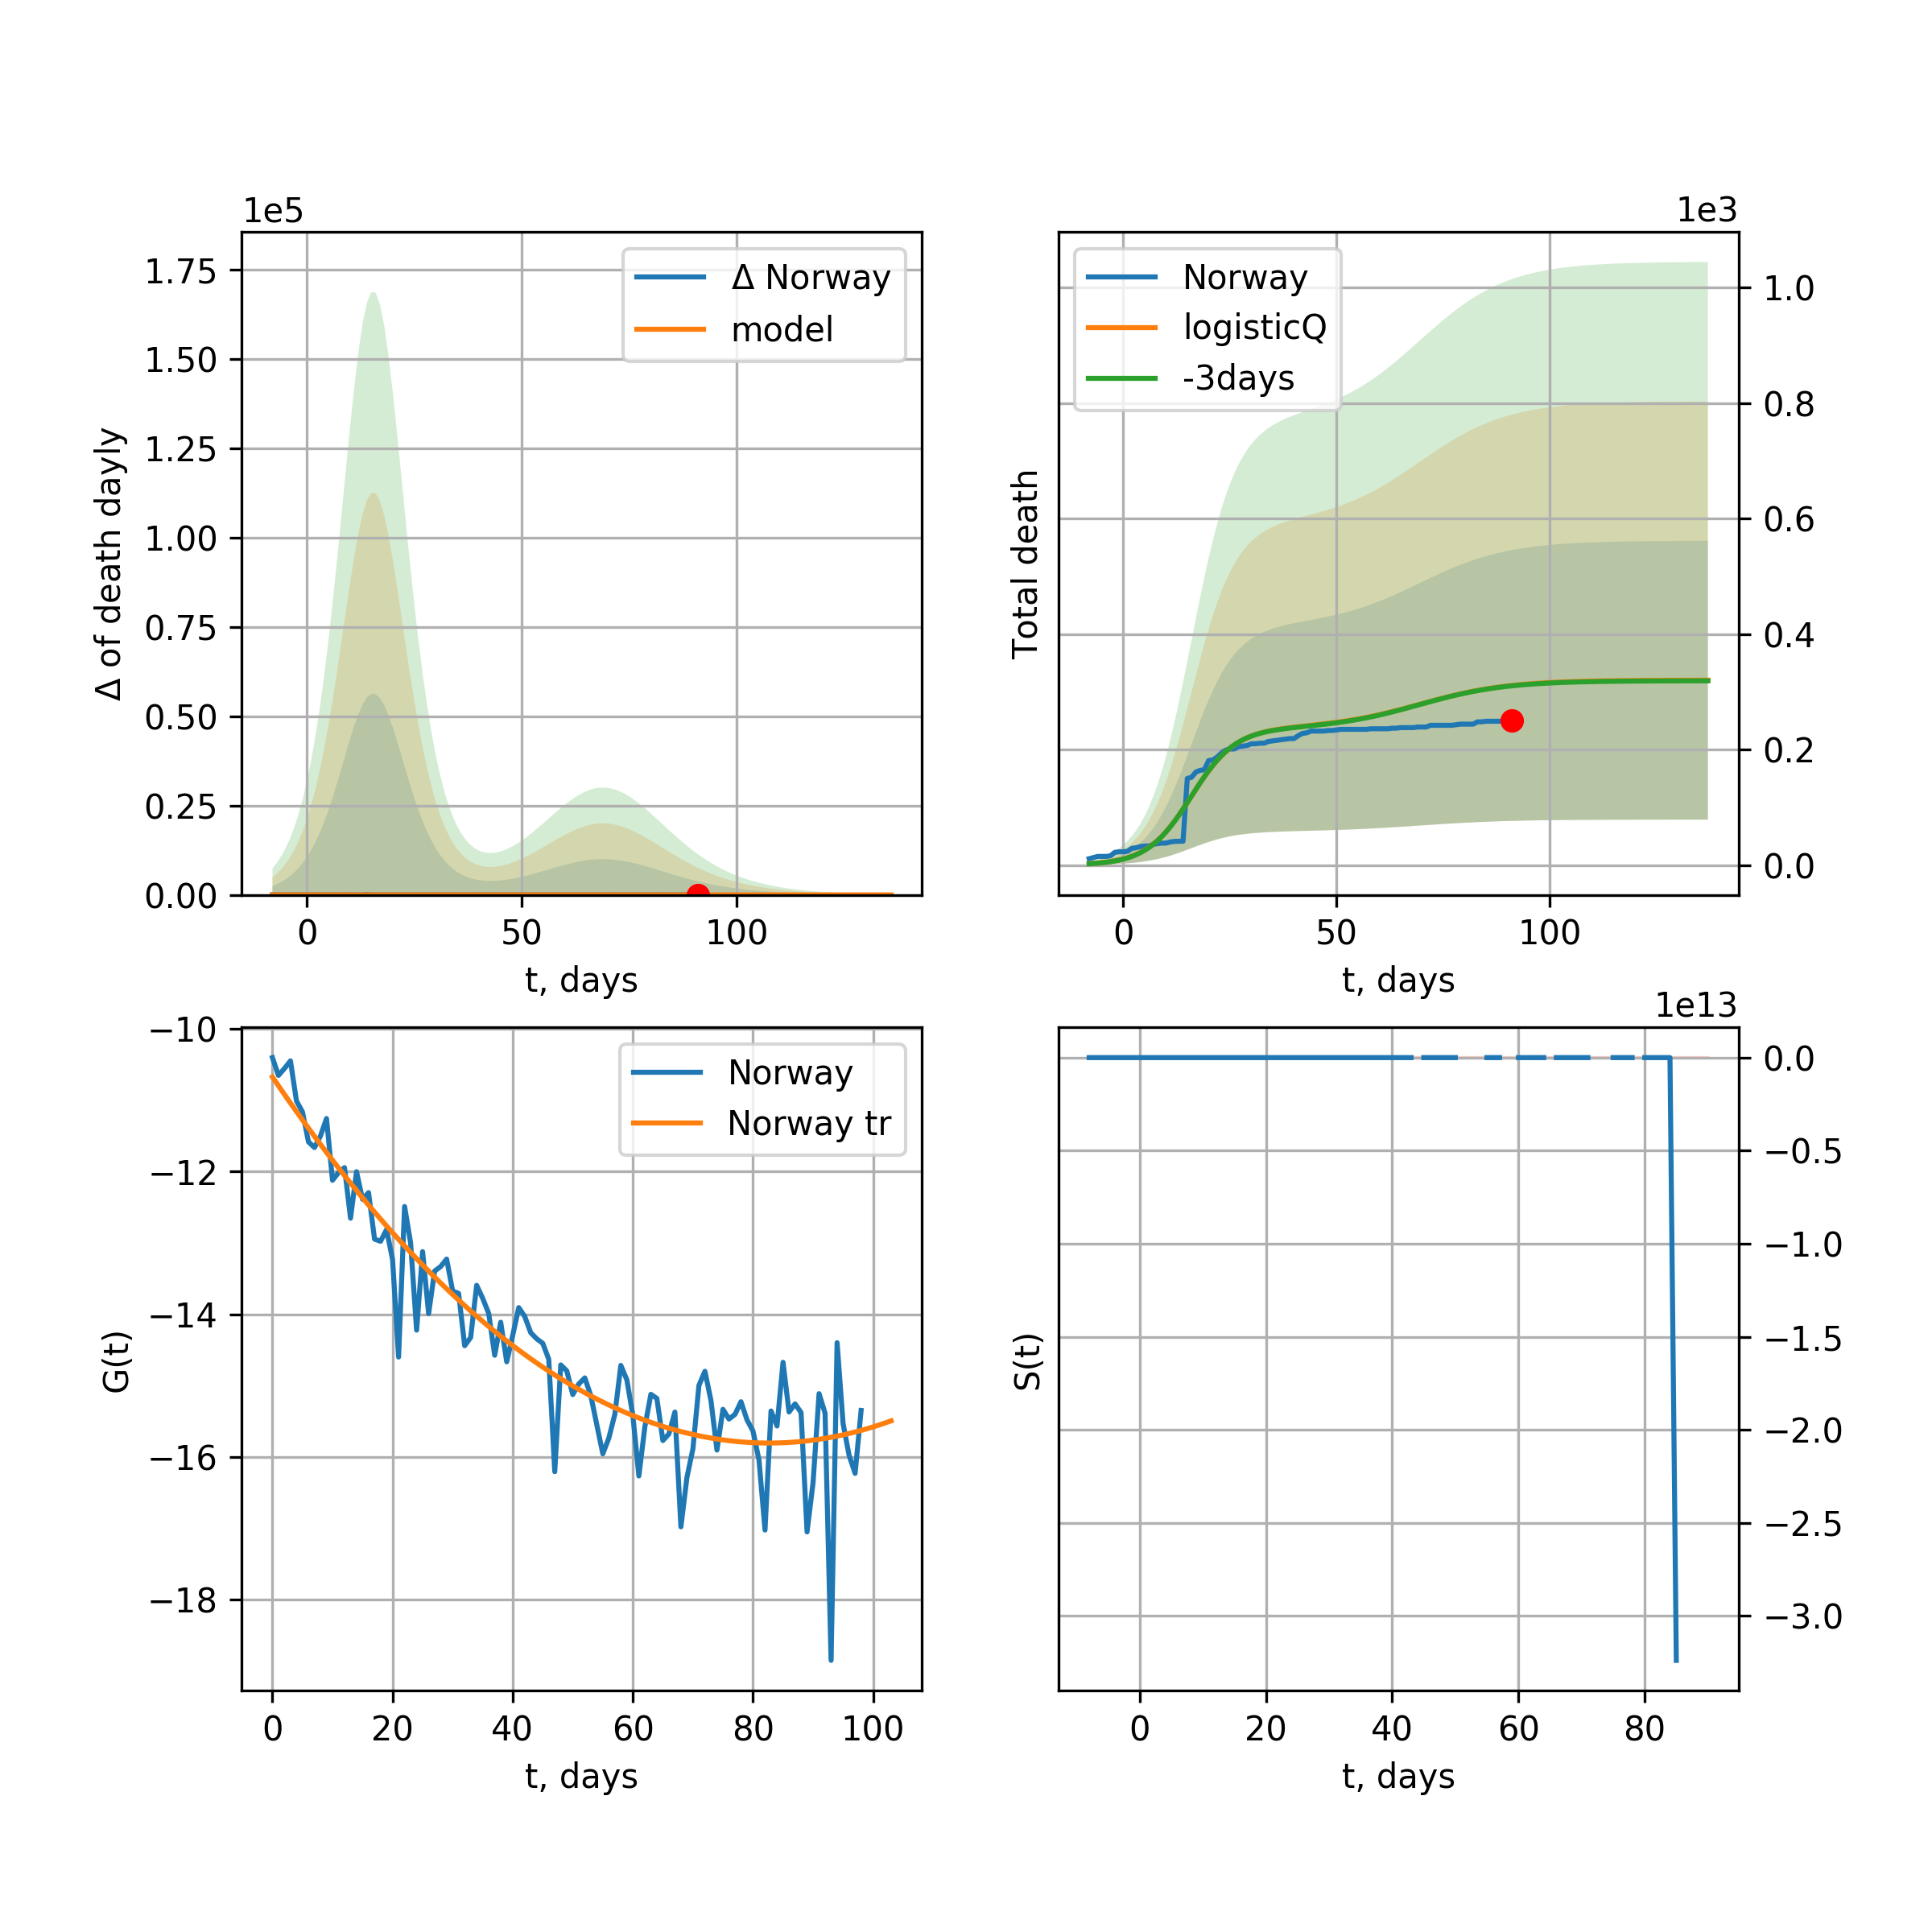 1e5
Δ Norway
model
1.75
1.50
1.25
1.00
0.75
0.50
0.25
0.00
Δ of death dayly
0
50
100
t, days
1e3
Norway
logisticQ
-3days
Total death
1.0
0.8
0.6
0.4
0.2
0.0
0
50
100
t, days
Norway
Norway tr
−10
−12
−14
−16
−18
G(t)
0
20
40
60
80
100
t, days
1e13
S(t)
0.0
−0.5
−1.0
−1.5
−2.0
−2.5
−3.0
0
20
40
60
80
t, days